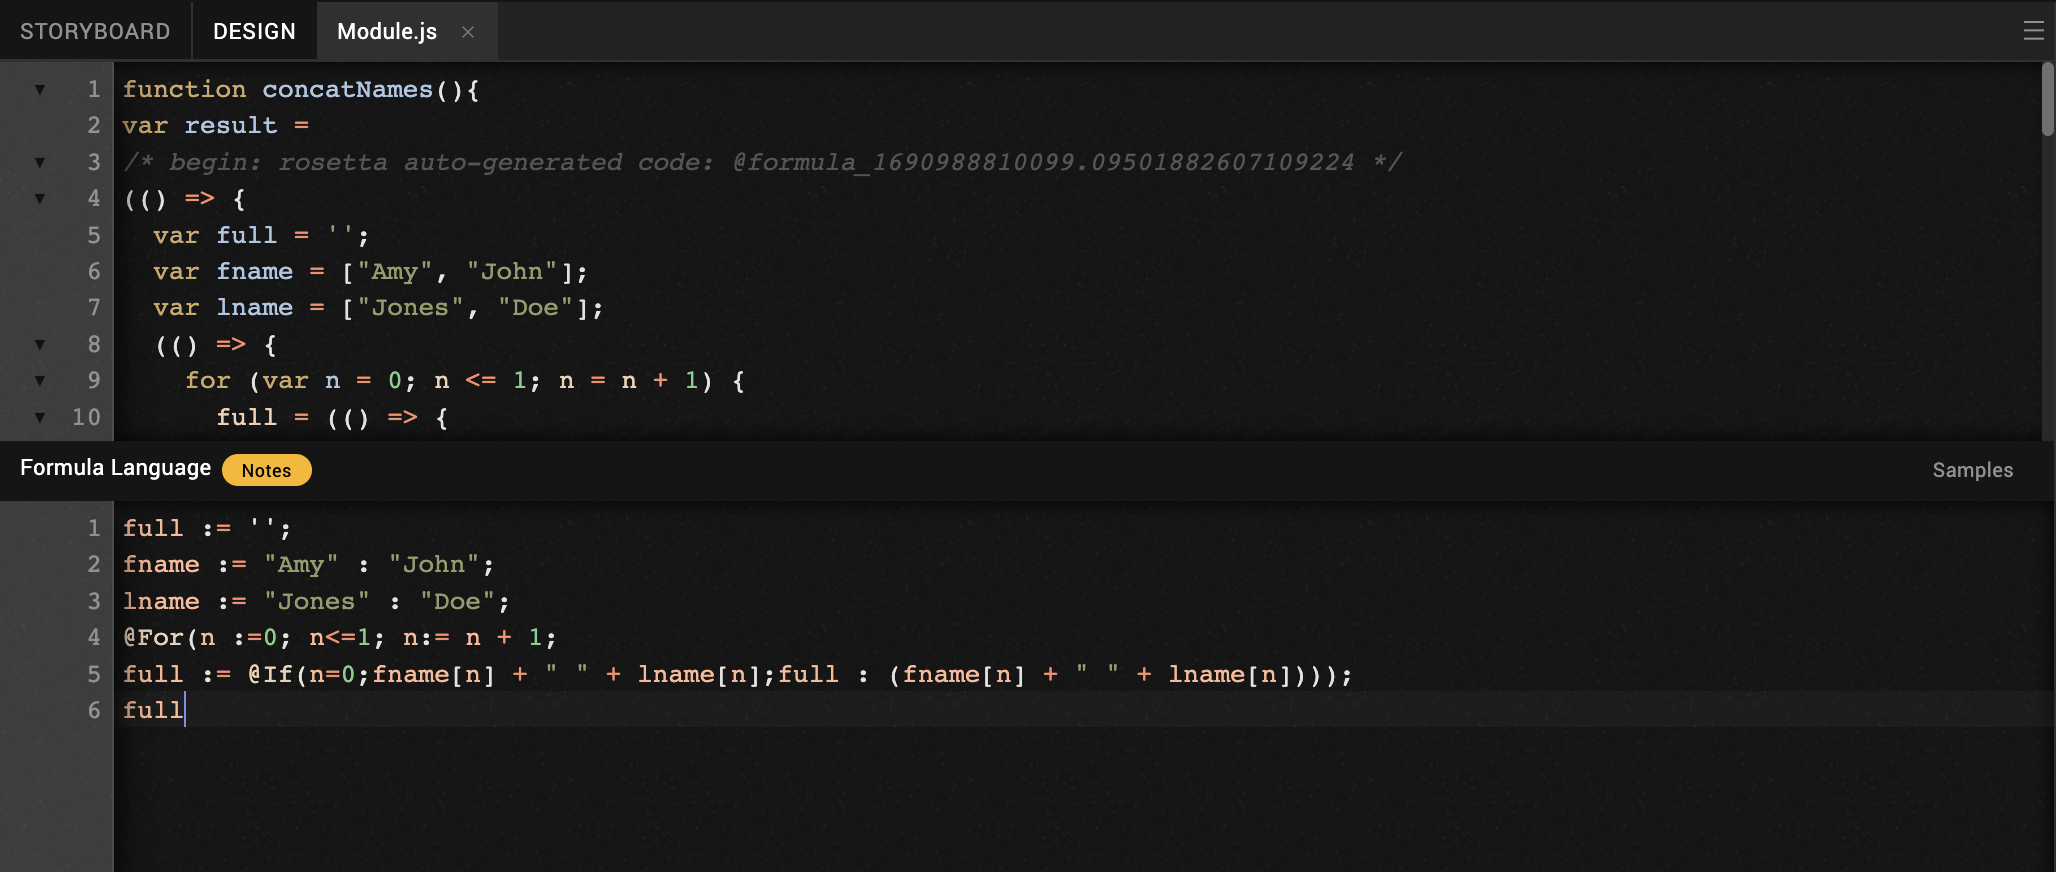 STORYBOARD DESIGN Module.js ×
1 function concatNames(){
2 var result =
3 /* begin: rosetta auto-generated code: @formula_1690988810099.09501882607109224 */
4 (() => {
5   var full = '';
6   var fname = ["Amy", "John"];
7   var lname = ["Jones", "Doe"];
8   (() => {
9     for (var n = 0; n <= 1; n = n + 1) {
10       full = (() => {
Formula Language Notes Samples
1 full := '';
2 fname := "Amy" : "John";
3 lname := "Jones" : "Doe";
4 @For(n :=0; n<=1; n:= n + 1;
5 full := @If(n=0;fname[n] + " " + lname[n];full : (fname[n] + " " + lname[n])));
6 full